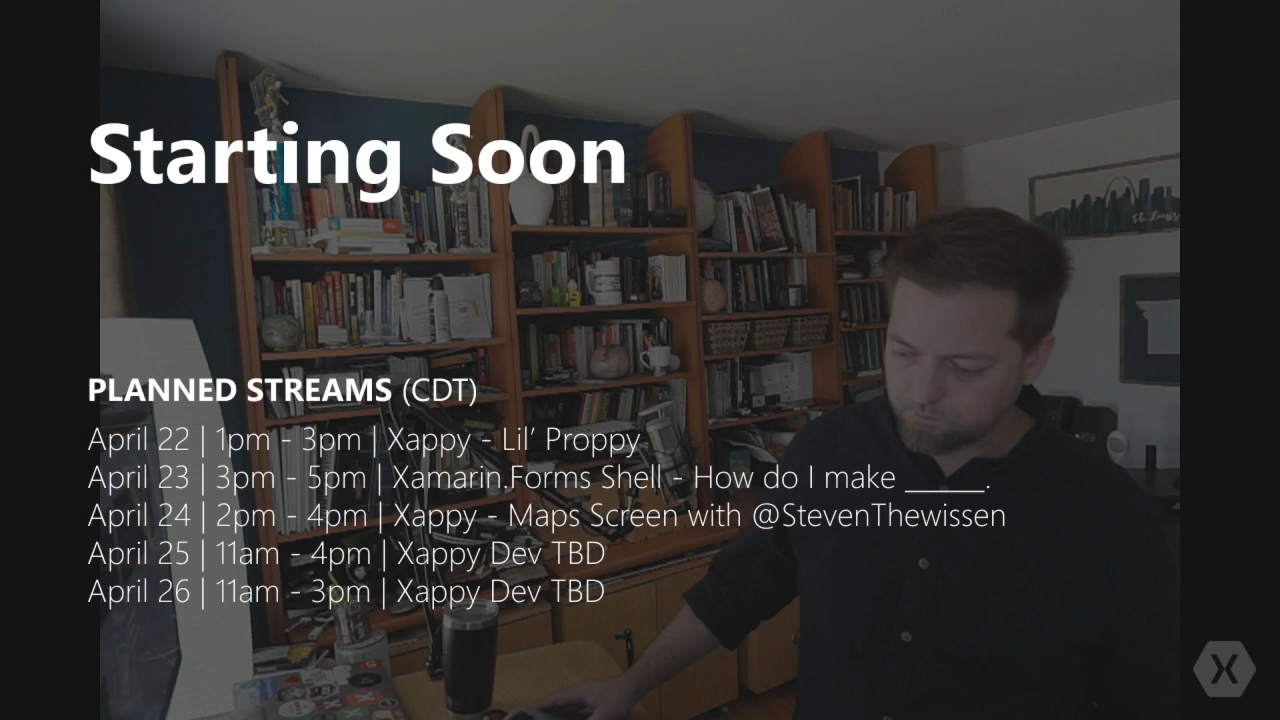 Starting Soon
St. Louis
PLANNED STREAMS (CDT)
April 22 | 1pm - 3pm | Xappy - Lil’ Proppy
April 23 | 3pm - 5pm | Xamarin.Forms Shell - How do I make ______.
April 24 | 2pm - 4pm | Xappy - Maps Screen with @StevenThewissen
April 25 | 11am - 4pm | Xappy Dev TBD
April 26 | 11am - 3pm | Xappy Dev TBD
X